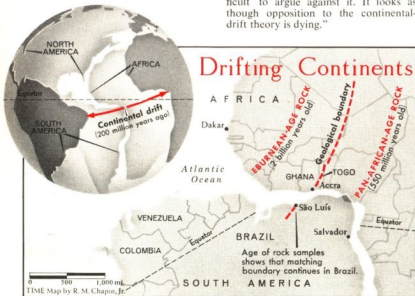 ficult to argue against it. It looks as
though opposition to the continental-
drift theory is dying."
Drifting Continents
NORTH
AMERICA
AFRICA
Equator
Continental drift
(200 million years ago)
SOUTH
AMERICA
AFRICA
Dakar
EBURNEAN-AGE ROCK
(2 billion years old)
Geological boundary
PAN-AFRICAN-AGE ROCK
(550 million years old)
GHANA
TOGO
Accra
Atlantic
Ocean
São Luís
VENEZUELA
Equator
Equator
COLOMBIA
BRAZIL
Salvador
Age of rock samples
shows that matching
boundary continues in Brazil.
0 500 1,000 mi.
SOUTH AMERICA
TIME Map by R. M. Chapin, Jr.